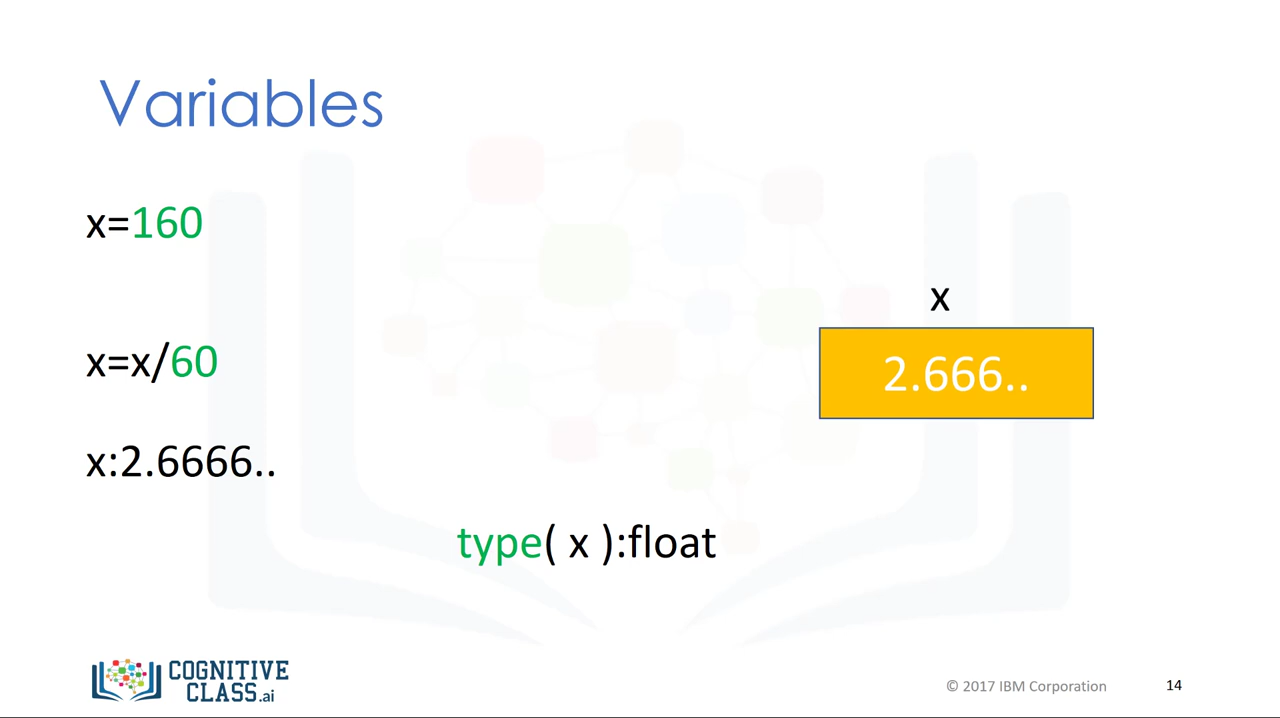 Variables
x=160
x
x=x/60
2.666..
x:2.6666..
type( x ):float
COGNITIVE
CLASS.ai
© 2017 IBM Corporation
14